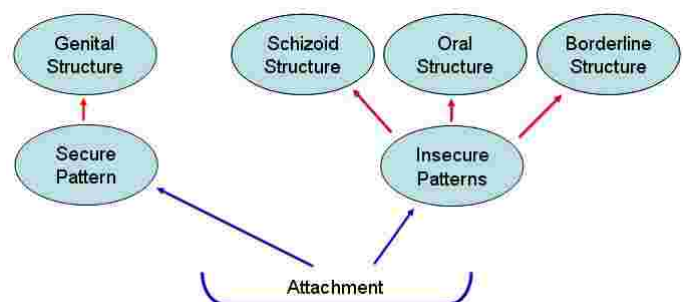 Genital
Structure
Schizoid
Structure
Oral
Structure
Borderline
Structure
Secure
Pattern
Insecure
Patterns
Attachment